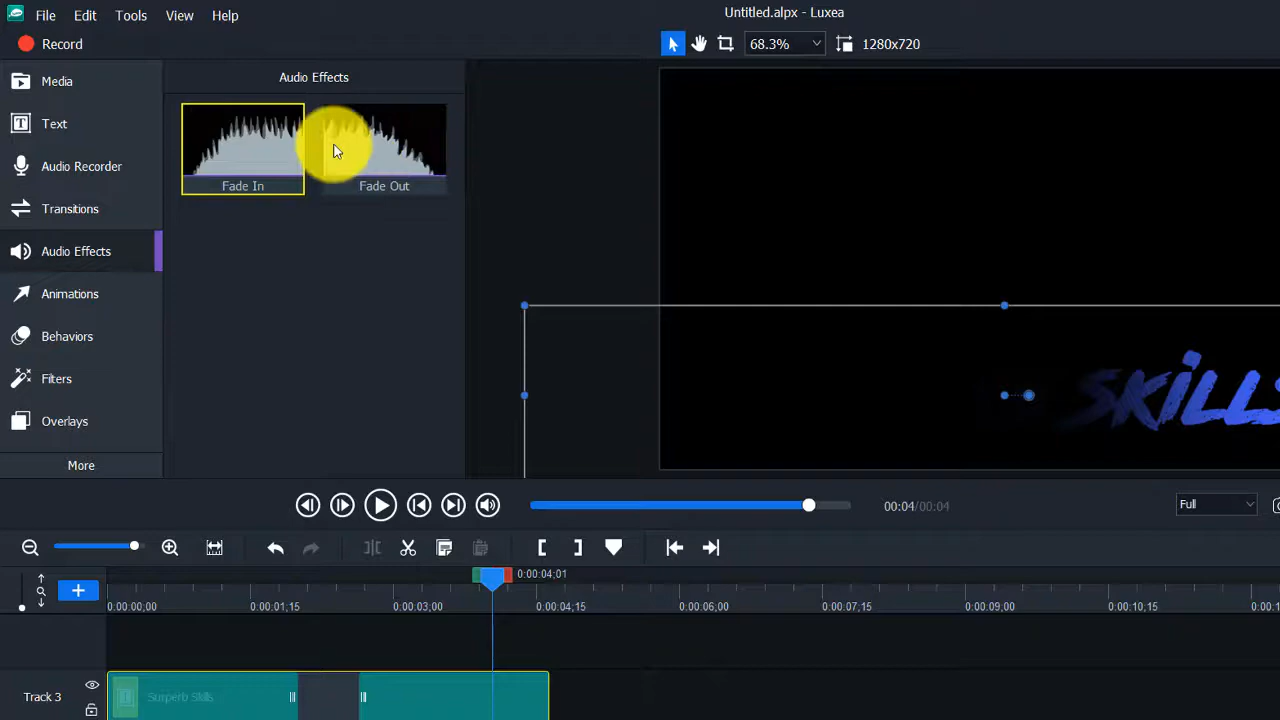 Untitled.alpx - Luxea
File Edit Tools View Help
Record
68.3% 1280x720
Media
Text
Audio Recorder
Transitions
Audio Effects
Animations
Behaviors
Filters
Overlays
More
Audio Effects
Fade In Fade Out
SKILLS
00:04/00:04
Full
0:00:04;01
0:00:00;00 0:00:01;15 0:00:03;00 0:00:04;15 0:00:06;00 0:00:07;15 0:00:09;00 0:00:10;15
Track 3
Surperb Skills